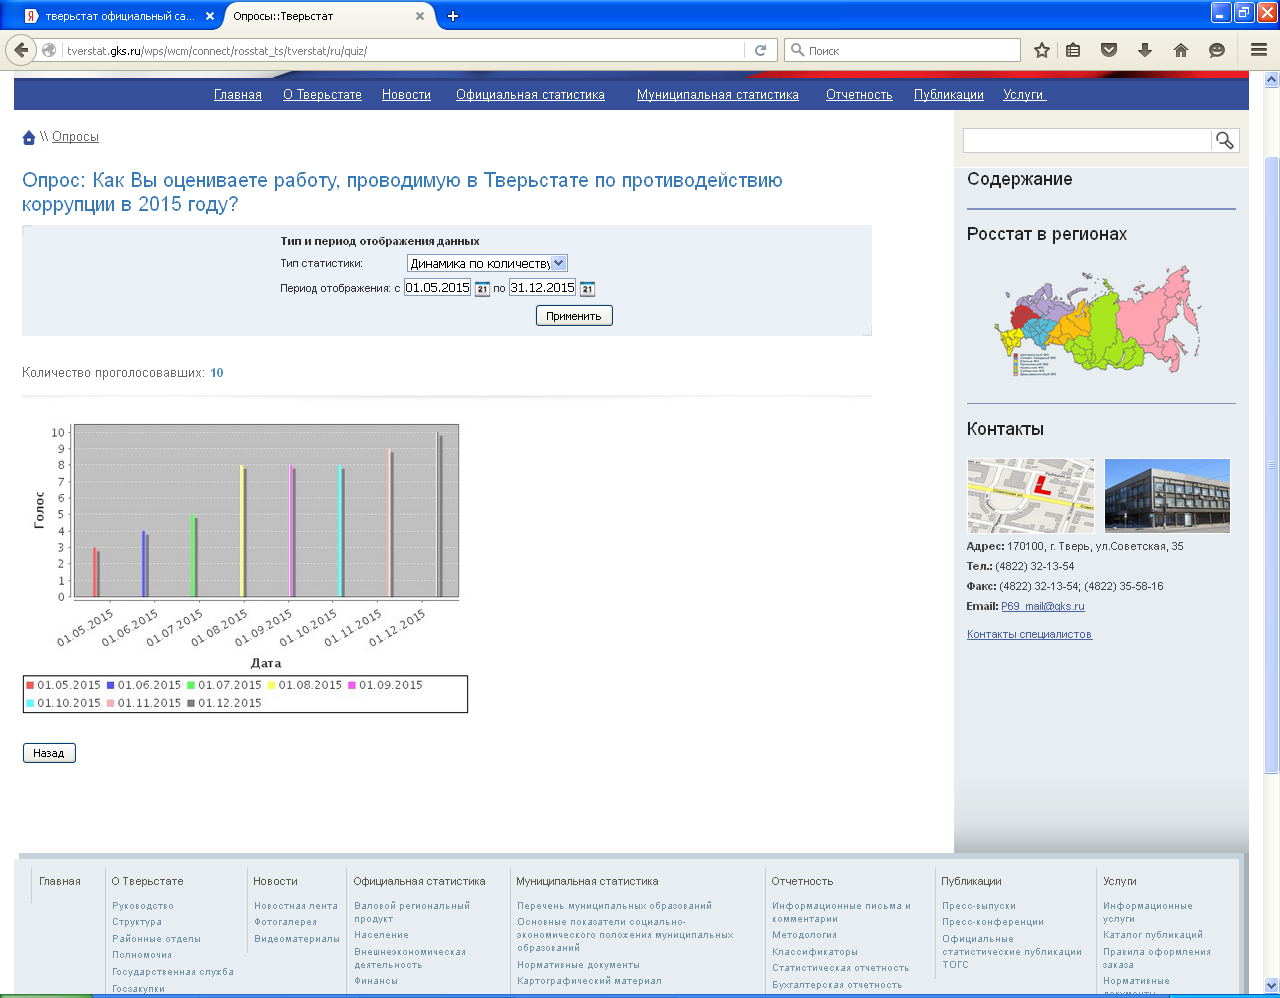 тверьстат официальный са...
Опросы::Тверьстат
tverstat.gks.ru/wps/wcm/connect/rosstat_ts/tverstat/ru/quiz/
Поиск
Главная О Тверьстате Новости Официальная статистика Муниципальная статистика Отчетность Публикации Услуги
\\ Опросы
Опрос: Как Вы оцениваете работу, проводимую в Тверьстате по противодействию
коррупции в 2015 году?
Тип и период отображения данных
Тип статистики: Динамика по количеству
Период отображения: с 01.05.2015 21 по 31.12.2015 21
Применить
Количество проголосовавших: 10
10
9
8
7
6
5
4
3
2
1
0
Голос
01.05.2015 01.06.2015 01.07.2015 01.08.2015 01.09.2015 01.10.2015 01.11.2015 01.12.2015
Дата
01.05.2015 01.06.2015 01.07.2015 01.08.2015 01.09.2015
01.10.2015 01.11.2015 01.12.2015
Назад
Содержание
Росстат в регионах
Контакты
Адрес: 170100, г. Тверь, ул.Советская, 35
Тел.: (4822) 32-13-54
Факс: (4822) 32-13-54; (4822) 35-58-16
Email: P69_mail@gks.ru
Контакты специалистов
Главная
О Тверьстате
Руководство
Структура
Районные отделы
Полномочия
Государственная служба
Госзакупки
Новости
Новостная лента
Фотогалерея
Видеоматериалы
Официальная статистика
Валовой региональный
продукт
Население
Внешнеэкономическая
деятельность
Финансы
Муниципальная статистика
Перечень муниципальных образований
Основные показатели социально-
экономического положения муниципальных
образований
Нормативные документы
Картографический материал
Отчетность
Информационные письма и
комментарии
Методология
Классификаторы
Статистическая отчетность
Бухгалтерская отчетность
Публикации
Пресс-выпуски
Пресс-конференции
Официальные
статистические публикации
ТОГС
Услуги
Информационные
услуги
Каталог публикаций
Правила оформления
заказа
Нормативные